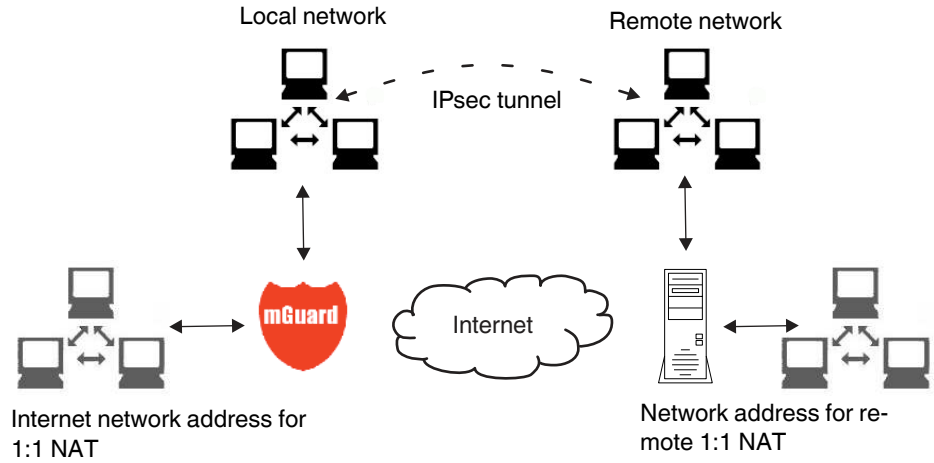 Local network
Remote network
IPsec tunnel
mGuard
Internet
Internet network address for
1:1 NAT
Network address for re-
mote 1:1 NAT